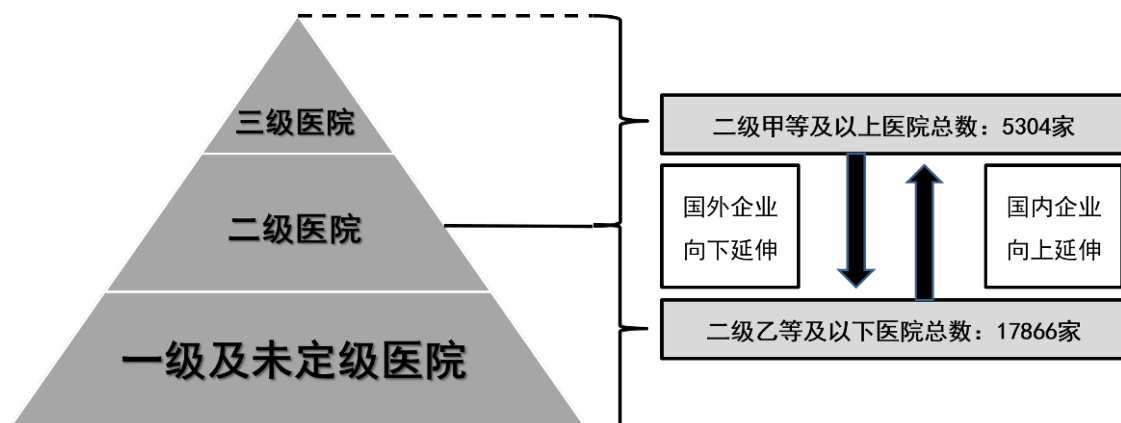 三级医院
二级医院
一级及未定级医院
二级甲等及以上医院总数：5304家
国外企业
向下延伸
国内企业
向上延伸
二级乙等及以下医院总数：17866家